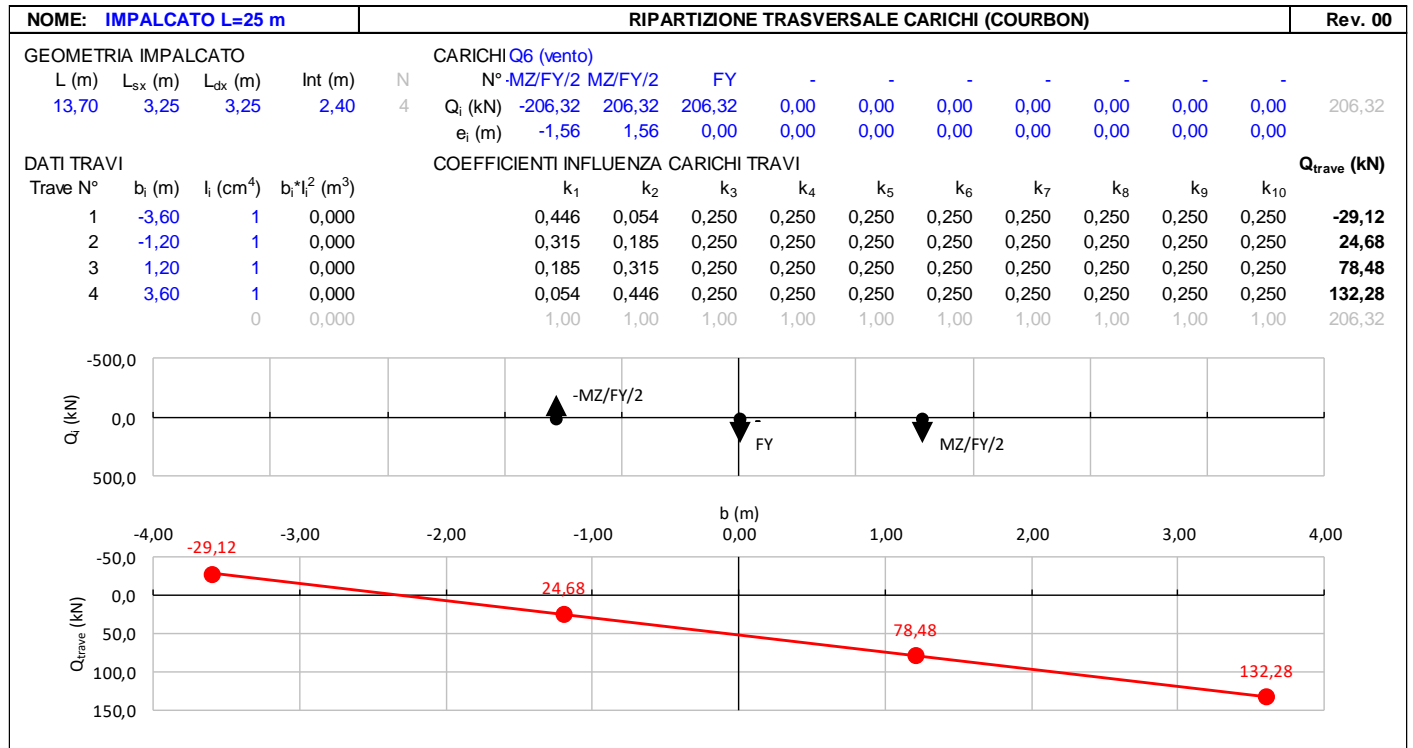 NOME: IMPALCATO L=25 m RIPARTIZIONE TRASVERSALE CARICHI (COURBON) Rev. 00
GEOMETRIA IMPALCATO CARICHI Q6 (vento)
L (m) Lsx (m) Ldx (m) Int (m) N N° -MZ/FY/2 MZ/FY/2 FY - - - - - - -
13,70 3,25 3,25 2,40 4 Qi (kN) -206,32 206,32 206,32 0,00 0,00 0,00 0,00 0,00 0,00 0,00 206,32
ei (m) -1,56 1,56 0,00 0,00 0,00 0,00 0,00 0,00 0,00 0,00
DATI TRAVI COEFFICIENTI INFLUENZA CARICHI TRAVI Qtrave (kN)
Trave N° bi (m) Ii (cm4) bi*Ii2 (m3) k1 k2 k3 k4 k5 k6 k7 k8 k9 k10
1 -3,60 1 0,000 0,446 0,054 0,250 0,250 0,250 0,250 0,250 0,250 0,250 0,250 -29,12
2 -1,20 1 0,000 0,315 0,185 0,250 0,250 0,250 0,250 0,250 0,250 0,250 0,250 24,68
3 1,20 1 0,000 0,185 0,315 0,250 0,250 0,250 0,250 0,250 0,250 0,250 0,250 78,48
4 3,60 1 0,000 0,054 0,446 0,250 0,250 0,250 0,250 0,250 0,250 0,250 0,250 132,28
0 0,000 1,00 1,00 1,00 1,00 1,00 1,00 1,00 1,00 1,00 1,00 206,32
-500,0
-MZ/FY/2
0,0
-
Qi (kN)
FY MZ/FY/2
500,0
b (m)
-4,00 -3,00 -2,00 -1,00 0,00 1,00 2,00 3,00 4,00
-29,12
-50,0
24,68
0,0
78,48
Qtrave (kN)
50,0
132,28
100,0
150,0